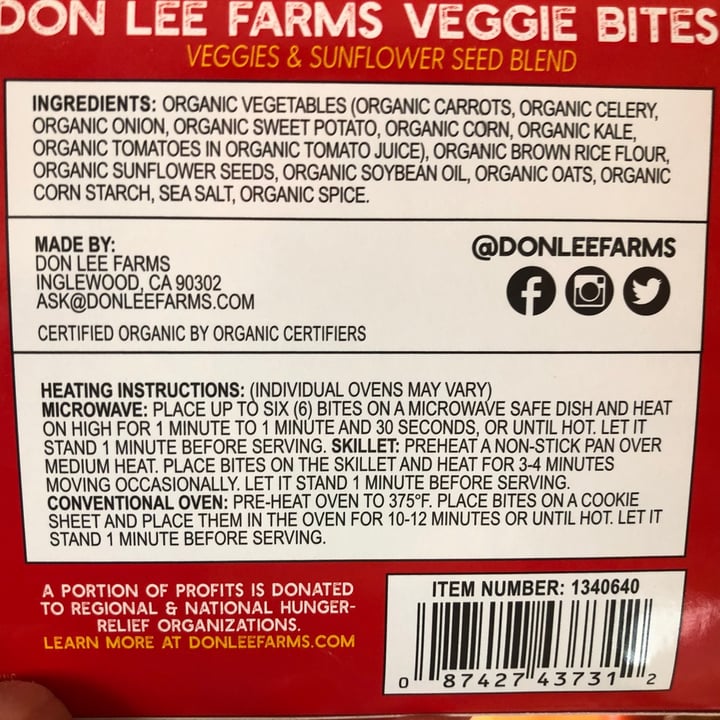 DON LEE FARMS VEGGIE BITES
VEGGIES & SUNFLOWER SEED BLEND
INGREDIENTS: ORGANIC VEGETABLES (ORGANIC CARROTS, ORGANIC CELERY,
ORGANIC ONION, ORGANIC SWEET POTATO, ORGANIC CORN, ORGANIC KALE,
ORGANIC TOMATOES IN ORGANIC TOMATO JUICE), ORGANIC BROWN RICE FLOUR,
ORGANIC SUNFLOWER SEEDS, ORGANIC SOYBEAN OIL, ORGANIC OATS, ORGANIC
CORN STARCH, SEA SALT, ORGANIC SPICE.
MADE BY:
DON LEE FARMS
INGLEWOOD, CA 90302
ASK@DONLEEFARMS.COM
CERTIFIED ORGANIC BY ORGANIC CERTIFIERS
@DONLEEFARMS
HEATING INSTRUCTIONS: (INDIVIDUAL OVENS MAY VARY)
MICROWAVE: PLACE UP TO SIX (6) BITES ON A MICROWAVE SAFE DISH AND HEAT
ON HIGH FOR 1 MINUTE TO 1 MINUTE AND 30 SECONDS, OR UNTIL HOT. LET IT
STAND 1 MINUTE BEFORE SERVING. SKILLET: PREHEAT A NON-STICK PAN OVER
MEDIUM HEAT. PLACE BITES ON THE SKILLET AND HEAT FOR 3-4 MINUTES
MOVING OCCASIONALLY. LET IT STAND 1 MINUTE BEFORE SERVING.
CONVENTIONAL OVEN: PRE-HEAT OVEN TO 375°F. PLACE BITES ON A COOKIE
SHEET AND PLACE THEM IN THE OVEN FOR 10-12 MINUTES OR UNTIL HOT. LET IT
STAND 1 MINUTE BEFORE SERVING.
A PORTION OF PROFITS IS DONATED
TO REGIONAL & NATIONAL HUNGER-
RELIEF ORGANIZATIONS.
LEARN MORE AT DONLEEFARMS.COM
ITEM NUMBER: 1340640
0 87427 43731 2